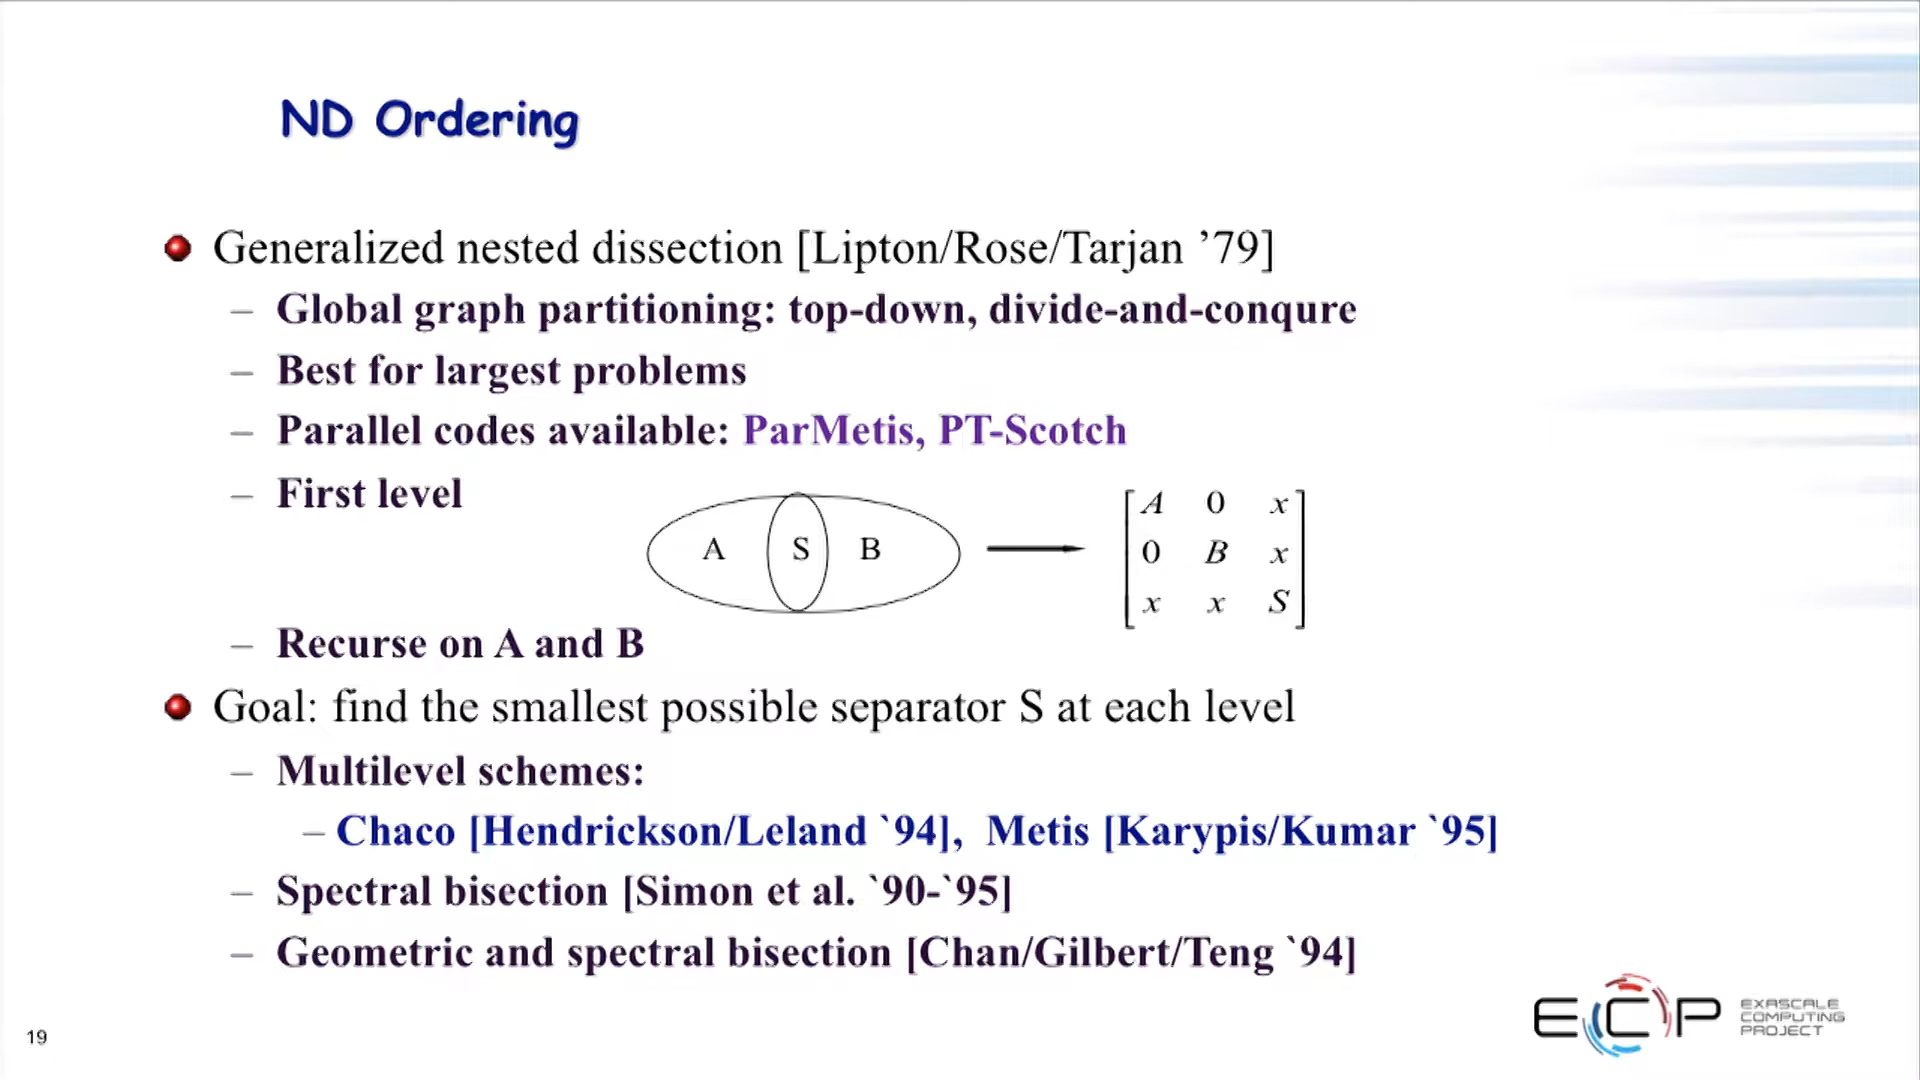 ND Ordering
Generalized nested dissection [Lipton/Rose/Tarjan ’79]
– Global graph partitioning: top-down, divide-and-conqure
– Best for largest problems
– Parallel codes available: ParMetis, PT-Scotch
– First level
A S B
A 0 x
0 B x
x x S
– Recurse on A and B
Goal: find the smallest possible separator S at each level
– Multilevel schemes:
– Chaco [Hendrickson/Leland `94], Metis [Karypis/Kumar `95]
– Spectral bisection [Simon et al. `90-`95]
– Geometric and spectral bisection [Chan/Gilbert/Teng `94]
19
ECP
EXASCALE
COMPUTING
PROJECT